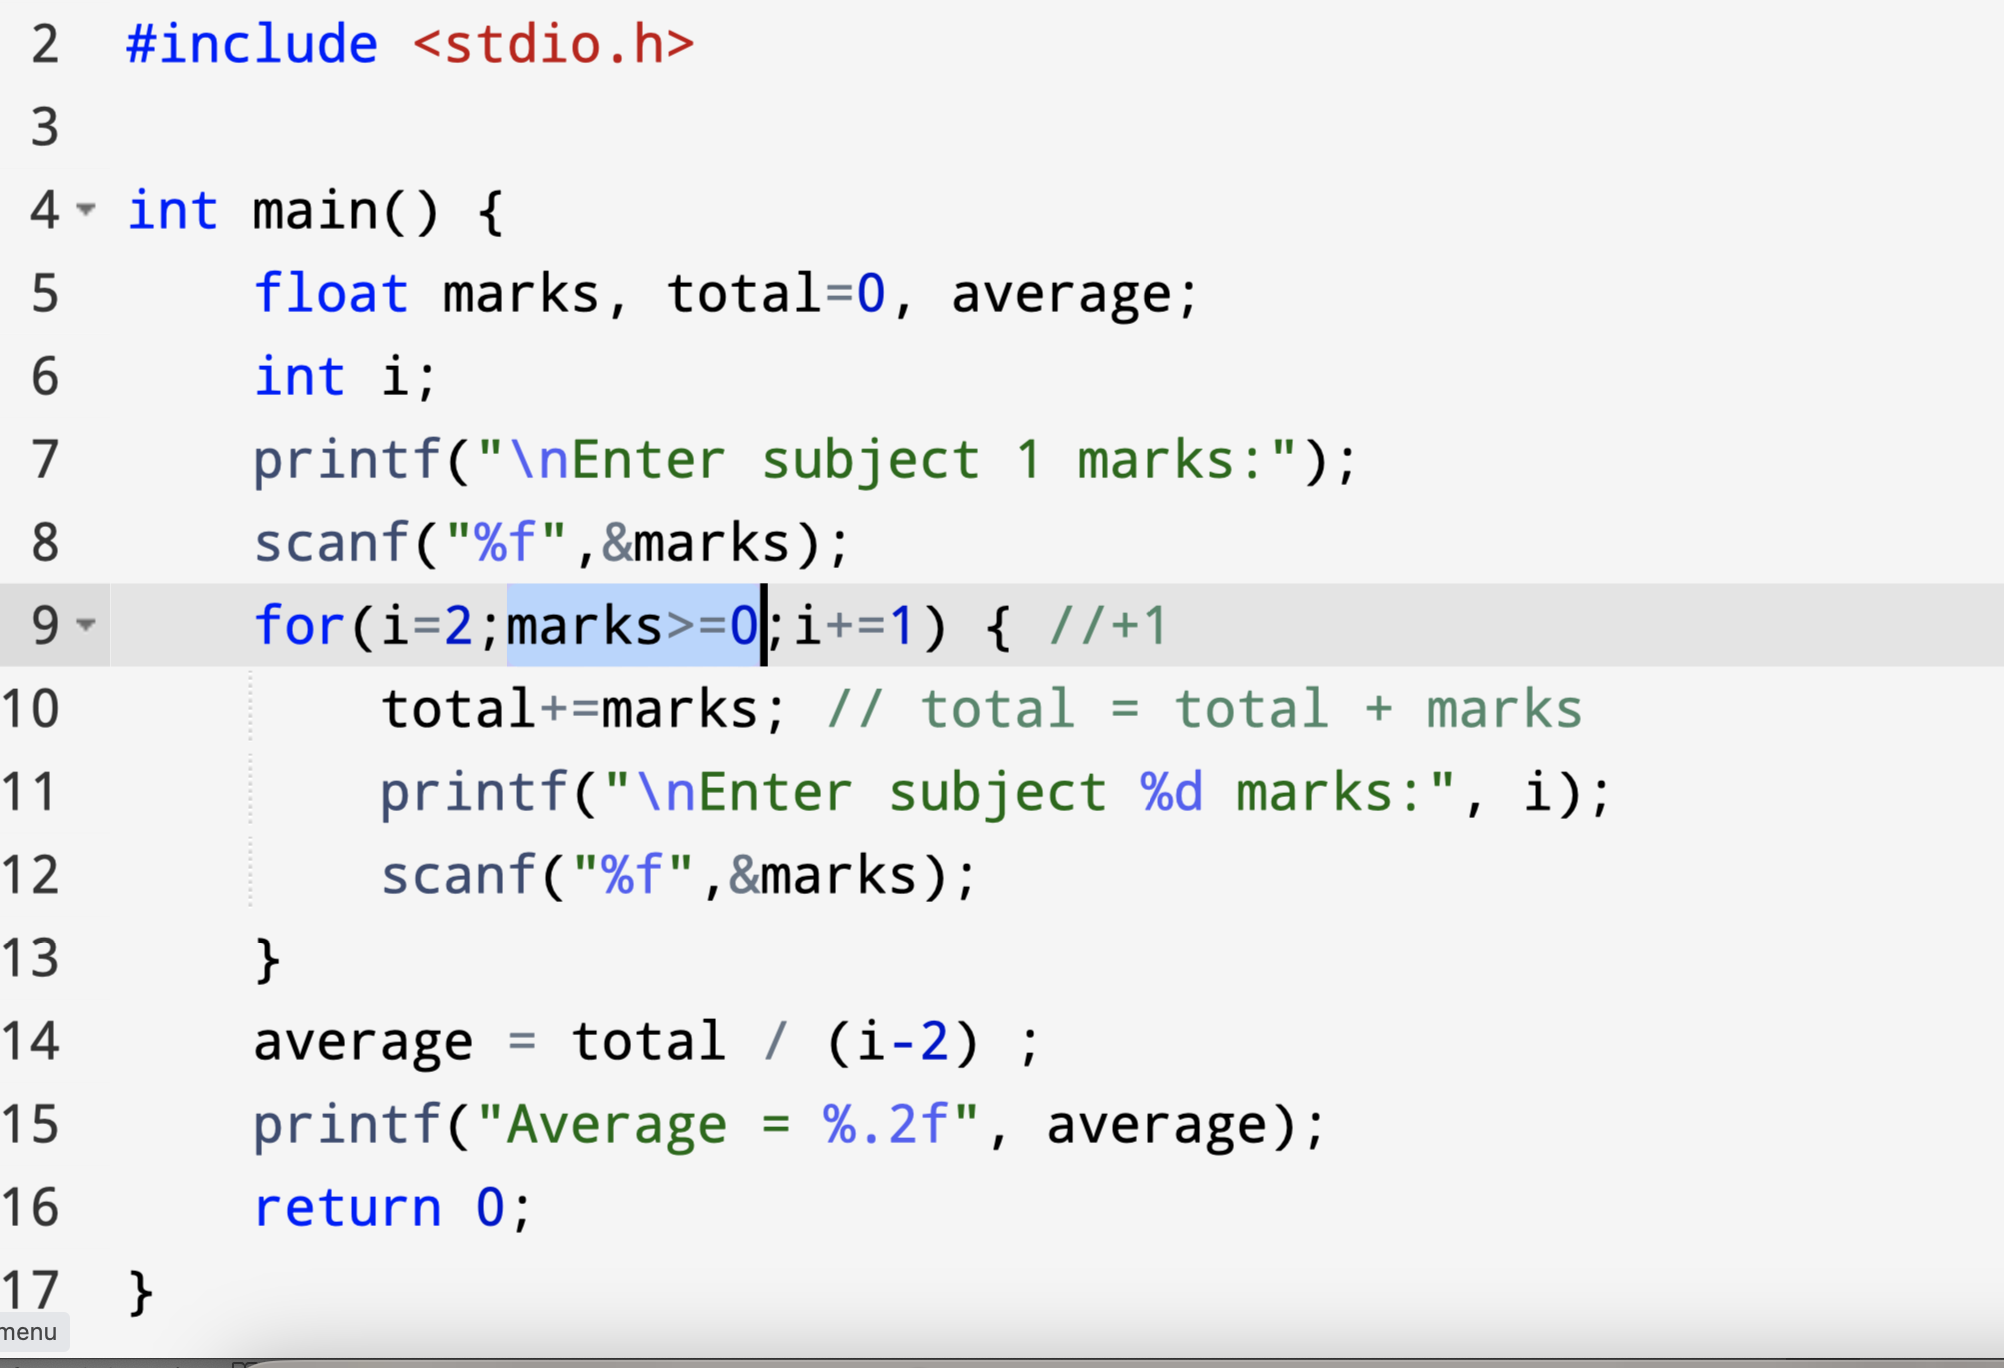 2 #include <stdio.h>
3
4 int main() {
5 float marks, total=0, average;
6 int i;
7 printf("\nEnter subject 1 marks:");
8 scanf("%f",&marks);
9 for(i=2;marks>=0;i+=1) { //+1
10 total+=marks; // total = total + marks
11 printf("\nEnter subject %d marks:", i);
12 scanf("%f",&marks);
13 }
14 average = total / (i-2) ;
15 printf("Average = %.2f", average);
16 return 0;
17 }
menu